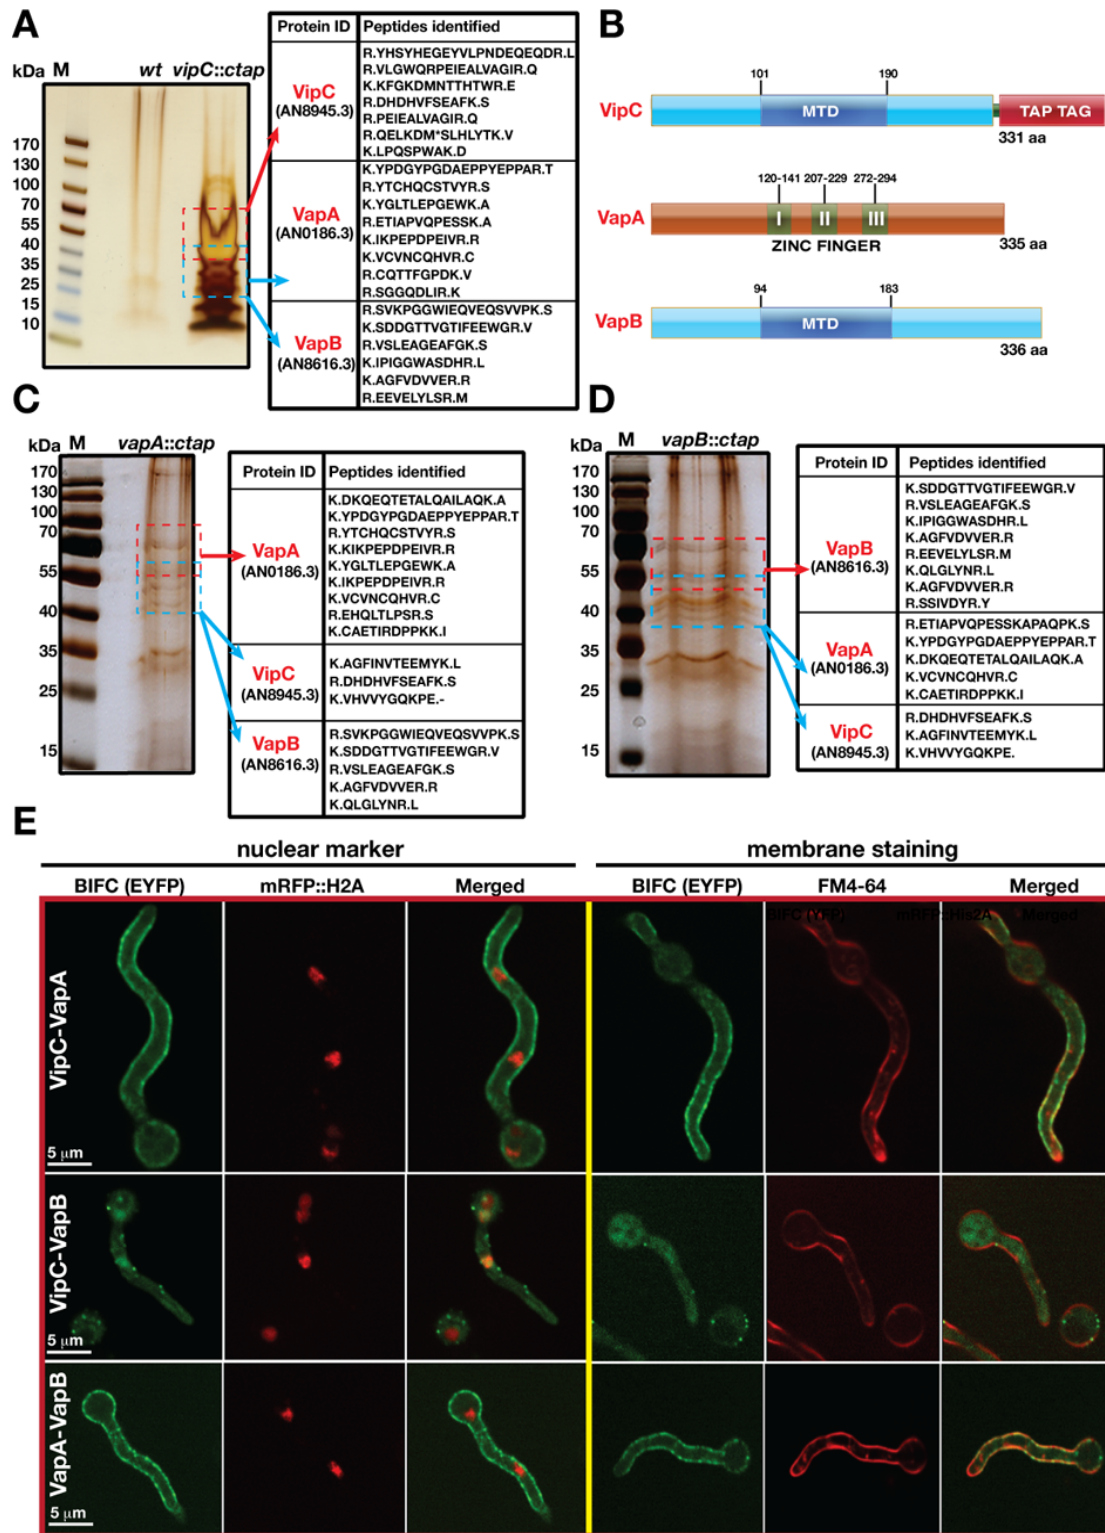 A
kDa M wt vipC::ctap
170
130
100
70
55
40
35
25
15
10
Protein ID Peptides identified
VipC
(AN8945.3)
R.YHSYHEGEYVLPNDEQEQDR.L
R.VLGWQRPEIEALVAGIR.Q
K.KFGKDMNTTHTWR.E
R.DHDHVFSEAFK.S
R.PEIEALVAGIR.Q
R.QELKDM*SLHLYTK.V
K.LPQSPWAK.D
VapA
(AN0186.3)
K.YPDGYPGDAEPPYEPPAR.T
R.YTCHQCSTVYR.S
K.YGLTLEPGEWK.A
R.ETIAPVQPESSK.A
K.IKPEPDPEIVR.R
K.VCVNCQHVR.C
R.CQTTFGPDK.V
R.SGGQDLIR.K
VapB
(AN8616.3)
R.SVKPGGWIEQVEQSVVPK.S
K.SDDGTTVGTIFEEWGR.V
R.VSLEAGEAFGK.S
K.IPIGGWASDHR.L
K.AGFVDVVER.R
R.EEVELYLSR.M
B
101 190
VipC MTD TAP TAG
331 aa
120-141 207-229 272-294
VapA I II III
ZINC FINGER 335 aa
94 183
VapB MTD
336 aa
C
kDa M vapA::ctap
170
130
100
70
55
40
35
25
15
Protein ID Peptides identified
VapA
(AN0186.3)
K.DKQEQTETALQAILAQK.A
K.YPDGYPGDAEPPYEPPAR.T
R.YTCHQCSTVYR.S
K.KIKPEPDPEIVR.R
K.YGLTLEPGEWK.A
K.IKPEPDPEIVR.R
K.VCVNCQHVR.C
R.EHQLTLPSR.S
K.CAETIRDPPKK.I
VipC
(AN8945.3)
K.AGFINVTEEMYK.L
R.DHDHVFSEAFK.S
K.VHVVYGQKPE.-
VapB
(AN8616.3)
R.SVKPGGWIEQVEQSVVPK.S
K.SDDGTTVGTIFEEWGR.V
R.VSLEAGEAFGK.S
K.AGFVDVVER.R
K.QLGLYNR.L
D
kDa M vapB::ctap
170
130
100
70
55
40
35
25
15
Protein ID Peptides identified
VapB
(AN8616.3)
K.SDDGTTVGTIFEEWGR.V
R.VSLEAGEAFGK.S
K.IPIGGWASDHR.L
K.AGFVDVVER.R
R.EEVELYLSR.M
K.QLGLYNR.L
K.AGFVDVVER.R
R.SSIVDYR.Y
VapA
(AN0186.3)
R.ETIAPVQPESSKAPAQPK.S
K.YPDGYPGDAEPPYEPPAR.T
K.DKQEQTETALQAILAQK.A
K.VCVNCQHVR.C
K.CAETIRDPPKK.I
VipC
(AN8945.3)
R.DHDHVFSEAFK.S
K.AGFINVTEEMYK.L
K.VHVVYGQKPE.
E
nuclear marker membrane staining
BIFC (EYFP) mRFP::H2A Merged BIFC (EYFP) FM4-64 Merged
BIFC (YFP) mRFP::His2A Merged
VipC-VapA
5 µm
VipC-VapB
5 µm
VapA-VapB
5 µm